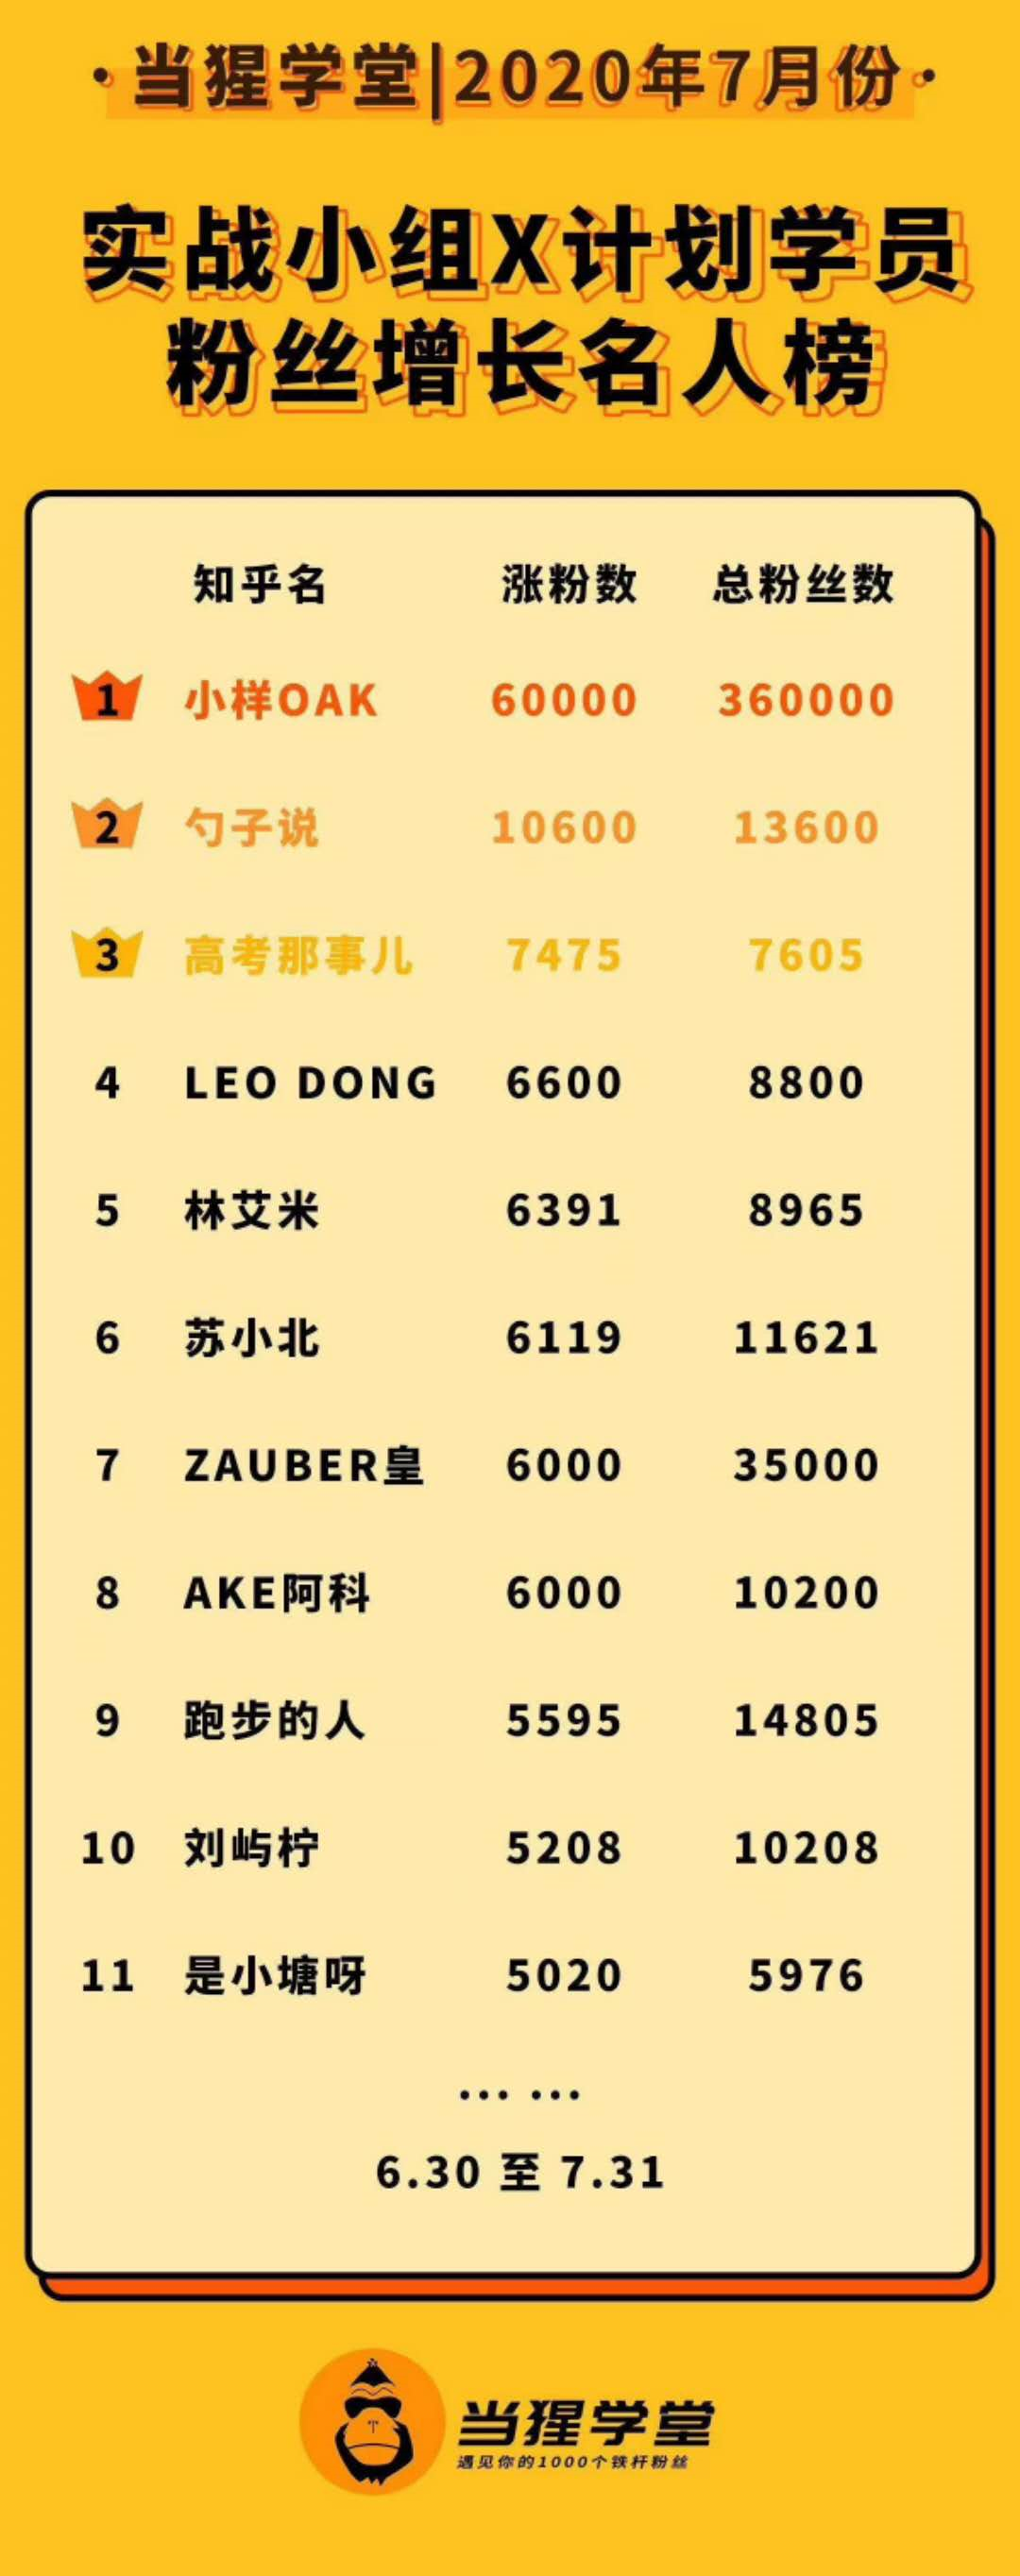 ·当猩学堂|2020年7月份·
实战小组X计划学员
粉丝增长名人榜
知乎名 涨粉数 总粉丝数
1 小样OAK 60000 360000
2 勺子说 10600 13600
3 高考那事儿 7475 7605
4 LEO DONG 6600 8800
5 林艾米 6391 8965
6 苏小北 6119 11621
7 ZAUBER皇 6000 35000
8 AKE阿科 6000 10200
9 跑步的人 5595 14805
10 刘屿柠 5208 10208
11 是小塘呀 5020 5976
... ...
6.30 至 7.31
当猩学堂
遇见你的1000个铁杆粉丝